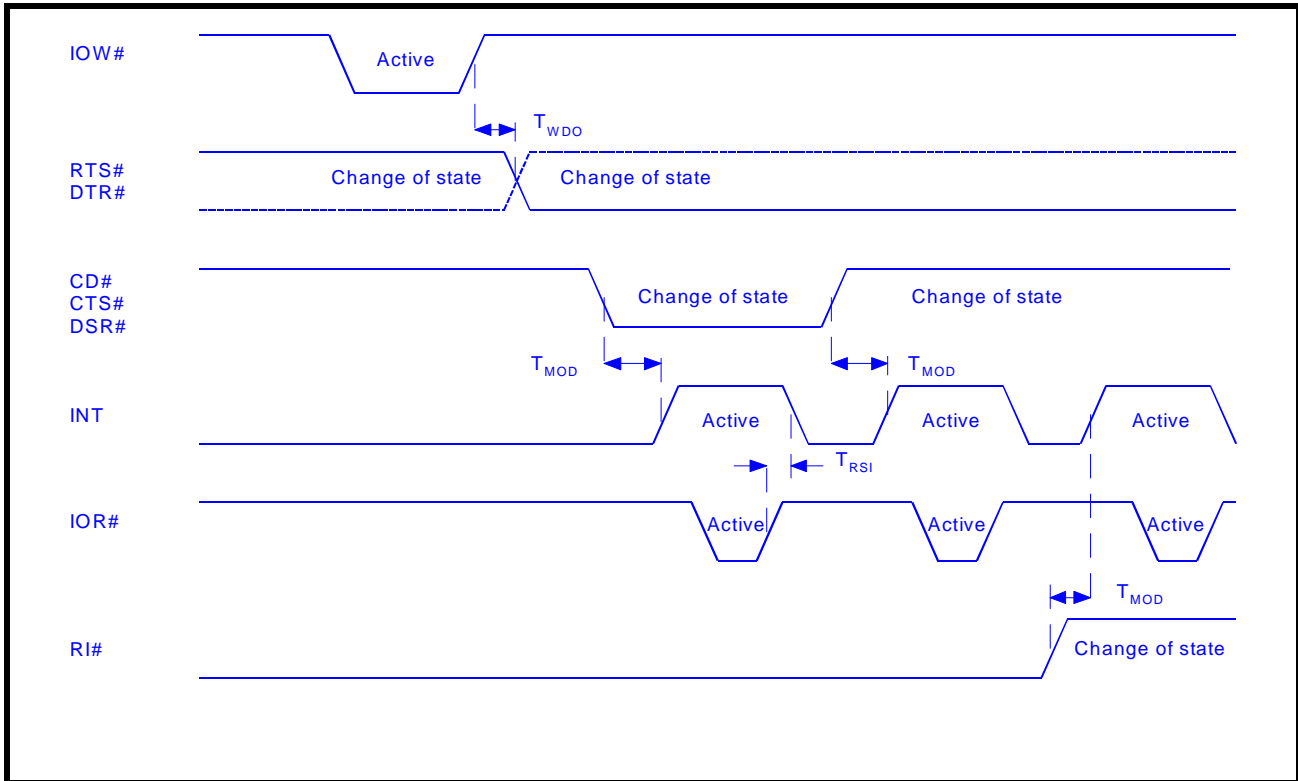 IOW#
Active
TWDO
RTS#
DTR#
Change of state
Change of state
CD#
CTS#
DSR#
Change of state
Change of state
TMOD
TMOD
INT
Active
Active
Active
TRSI
IOR#
Active
Active
Active
TMOD
RI#
Change of state